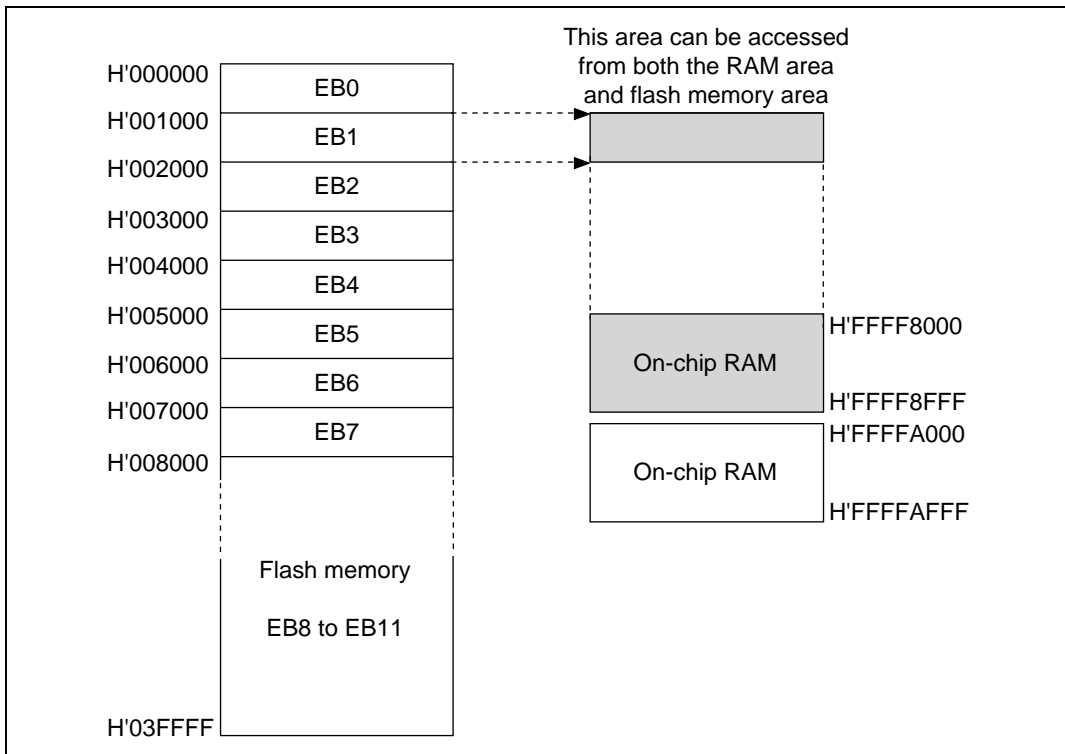 This area can be accessed
from both the RAM area
and flash memory area
H'000000
EB0
H'001000
EB1
H'002000
EB2
H'003000
EB3
H'004000
EB4
H'005000
EB5
H'006000
EB6
H'007000
EB7
H'008000
Flash memory
EB8 to EB11
H'03FFFF
H'FFFF8000
On-chip RAM
H'FFFF8FFF
H'FFFFA000
On-chip RAM
H'FFFFAFFF